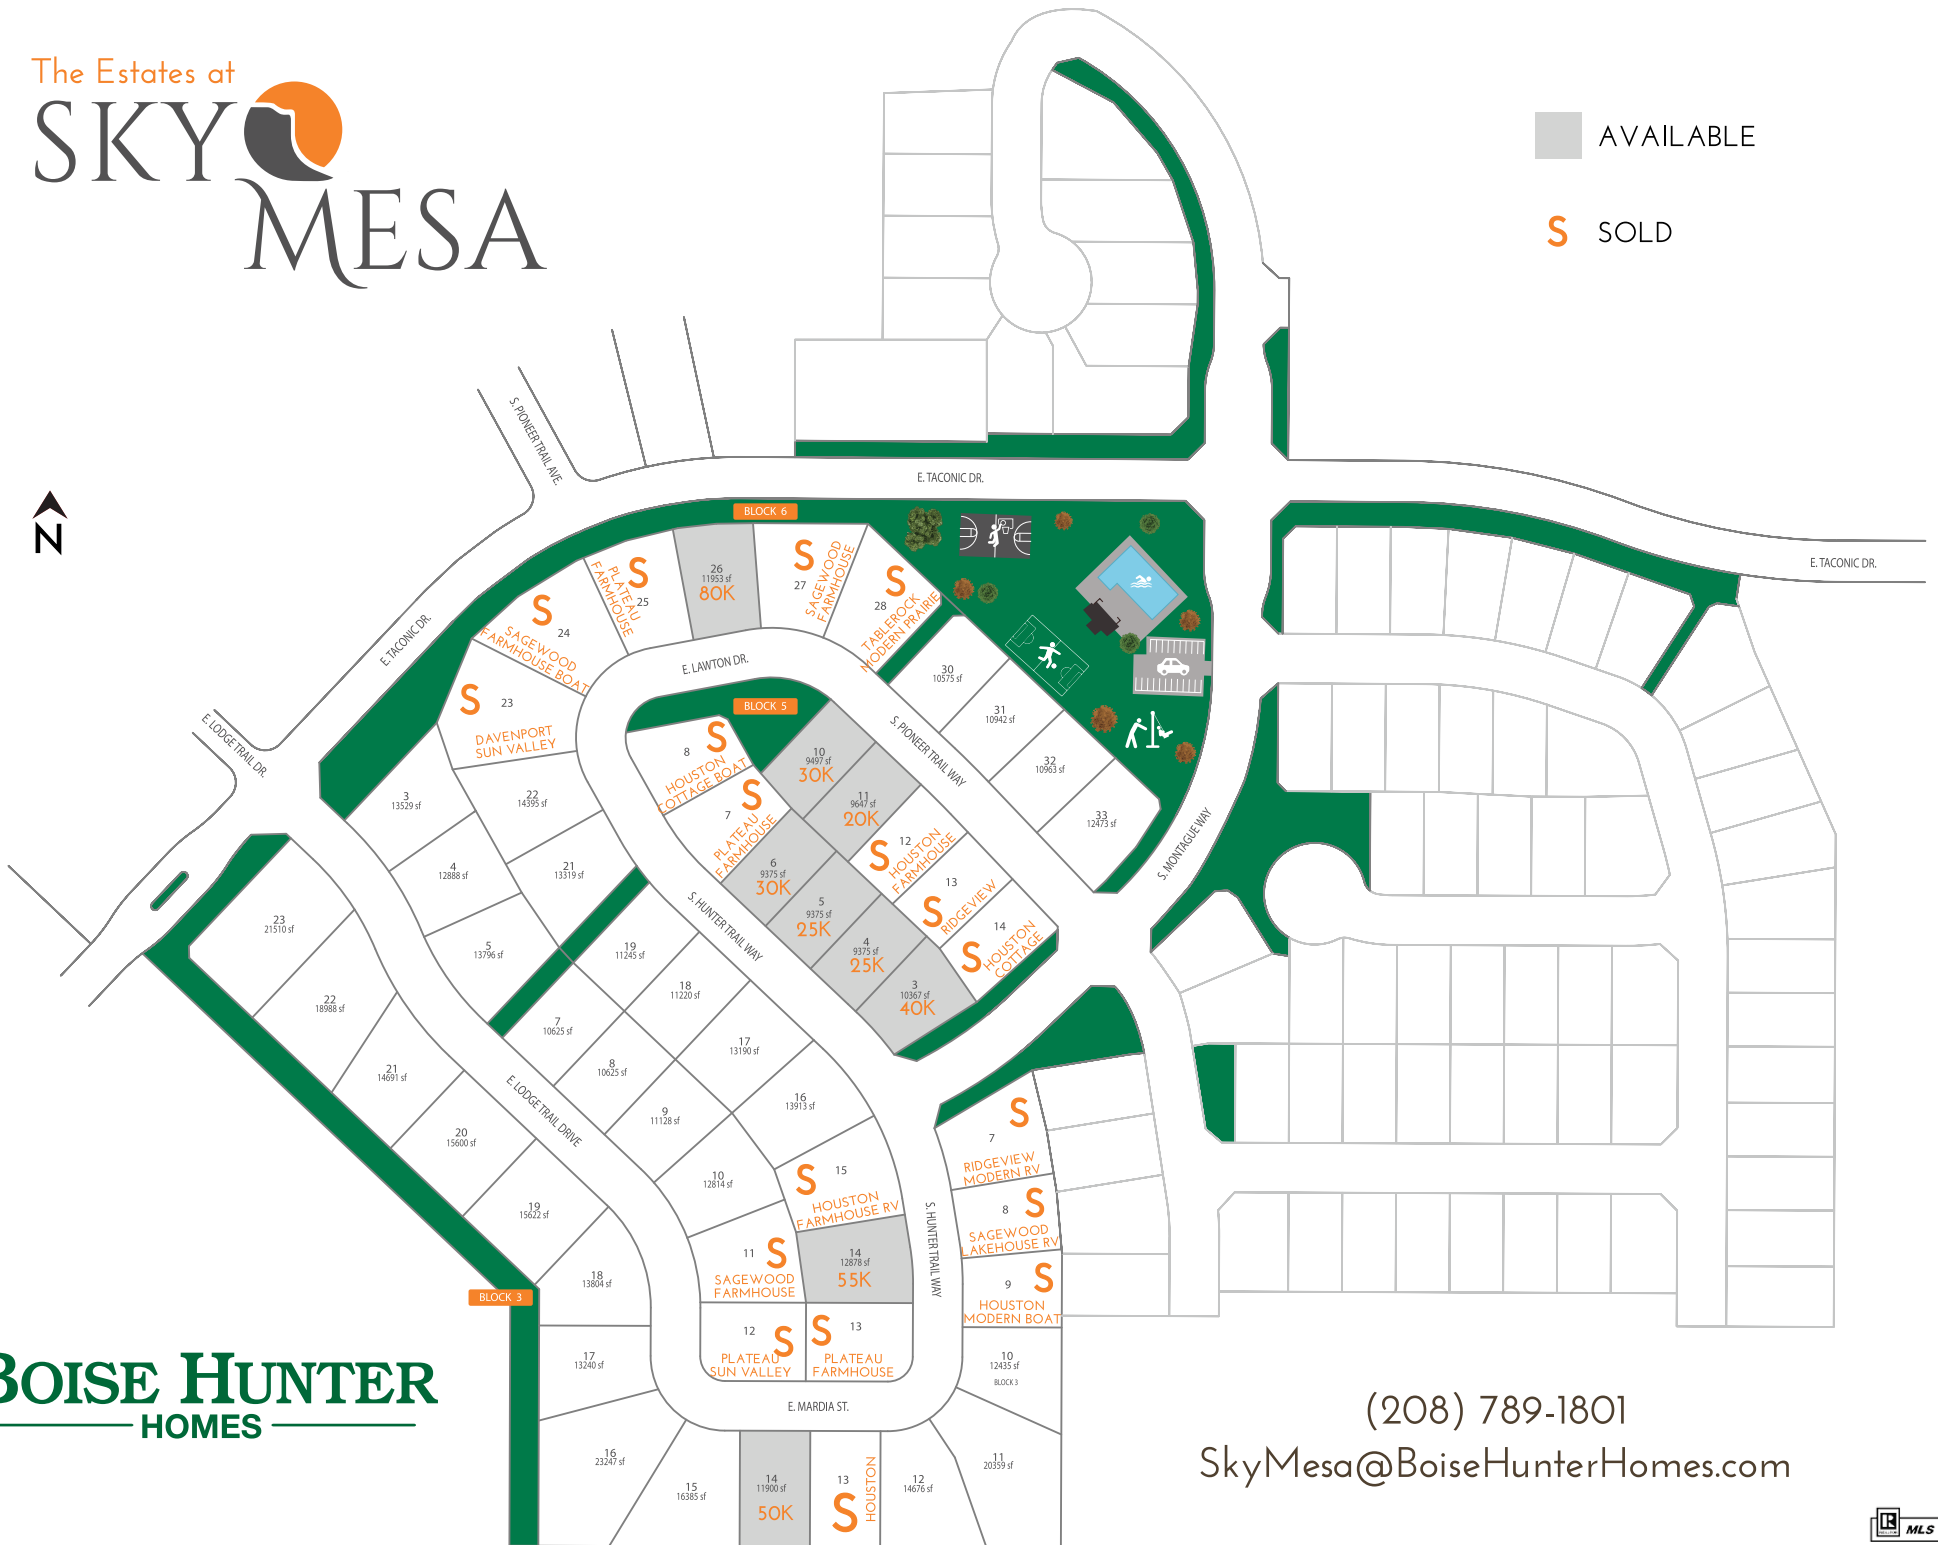 The Estates at
SKY
MESA
AVAILABLE
S SOLD
N
S. PIONEER TRAIL AVE.
E. TACONIC DR.
E. TACONIC DR.
E. TACONIC DR.
E. LODGE TRAIL DR.
BLOCK 6
26
11953 sf
80K
S
27
SAGEWOOD
FARMHOUSE
S
28
TABLEROCK
MODERN PRAIRIE
S
25
PLATEAU
FARMHOUSE
S
24
SAGEWOOD
FARMHOUSE BOAT
S
23
DAVENPORT
SUN VALLEY
E. LAWTON DR.
30
10575 sf
31
10942 sf
32
10963 sf
33
12473 sf
S. PIONEER TRAIL WAY
S. MONTAGUE WAY
BLOCK 5
8
S
HOUSTON
COTTAGE BOAT
7
S
PLATEAU
FARMHOUSE
10
9497 sf
30K
11
9647 sf
20K
12
S
HOUSTON
FARMHOUSE
13
S
RIDGEVIEW
14
S
HOUSTON
COTTAGE
6
9375 sf
30K
5
9375 sf
25K
4
9375 sf
25K
3
10367 sf
40K
S. HUNTER TRAIL WAY
3
13529 sf
22
14395 sf
4
12888 sf
21
13319 sf
5
13796 sf
19
11245 sf
18
11220 sf
7
10625 sf
8
10625 sf
17
13190 sf
9
11128 sf
16
13913 sf
10
12814 sf
S
15
HOUSTON
FARMHOUSE RV
11
S
SAGEWOOD
FARMHOUSE
14
12878 sf
55K
12
S
PLATEAU
SUN VALLEY
S
13
PLATEAU
FARMHOUSE
23
21510 sf
22
18988 sf
21
14691 sf
20
15600 sf
19
15622 sf
18
13804 sf
E. LODGE TRAIL DRIVE
BLOCK 3
17
13240 sf
16
23247 sf
15
16385 sf
14
11900 sf
50K
13
S
HOUSTON
12
14676 sf
11
20359 sf
10
12435 sf
BLOCK 3
E. MARDIA ST.
S. HUNTER TRAIL WAY
S
7
RIDGEVIEW
MODERN RV
8
S
SAGEWOOD
LAKEHOUSE RV
9
S
HOUSTON
MODERN BOAT
BOISE HUNTER
HOMES
(208) 789-1801
SkyMesa@BoiseHunterHomes.com
R MLS